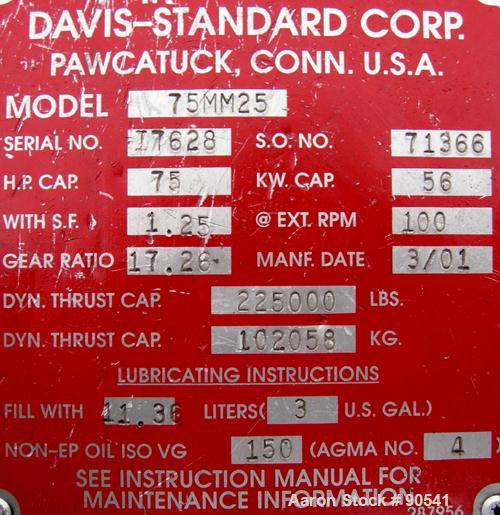 DAVIS-STANDARD CORP.
PAWCATUCK, CONN. U.S.A.
MODEL 75MM25
SERIAL NO. I7628 S.O. NO. 71366
H.P. CAP. 75 KW. CAP. 56
WITH S.F. 1.25 @ EXT. RPM 100
GEAR RATIO 17.26 MANF. DATE 3/01
DYN. THRUST CAP. 225000 LBS.
DYN. THRUST CAP. 102058 KG.
LUBRICATING INSTRUCTIONS
FILL WITH 11.36 LITERS( 3 U.S. GAL.)
NON-EP OIL ISO VG 150 (AGMA NO. 4 )
SEE INSTRUCTION MANUAL FOR
MAINTENANCE INFORMATION
287956
Aaron Stock # 90541